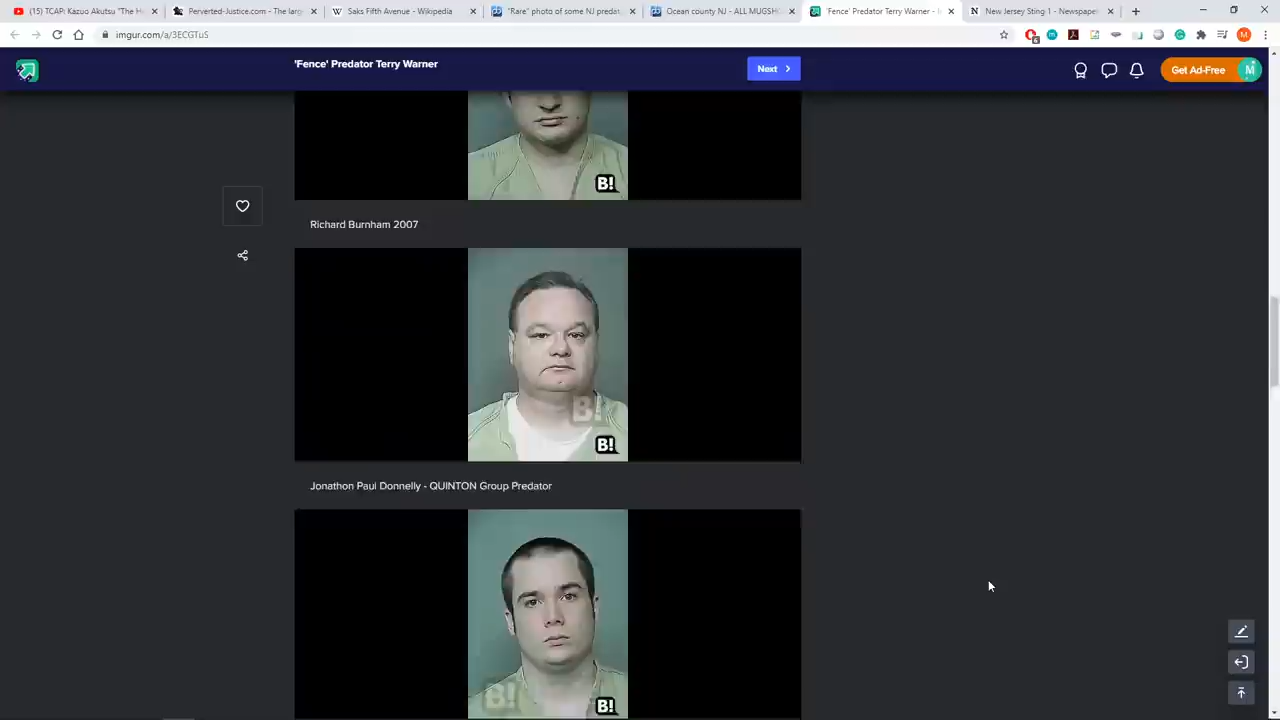 (15) TCAP: Kazuo Akutsu "The H
Perverted-Justice.com - The larg
Saks Fifth Avenue - Wikipedia
"Rare" photo of some NJ predat
Ocean county NJ - ALL MUGSH
'Fence' Predator Terry Warner - I
New Jersey Sting 1 - Newspape
imgur.com/a/3ECGTuS
M
'Fence' Predator Terry Warner
Next
Get Ad-Free
M
B!
Richard Burnham 2007
B!
B!
Jonathon Paul Donnelly - QUINTON Group Predator
B!
B!